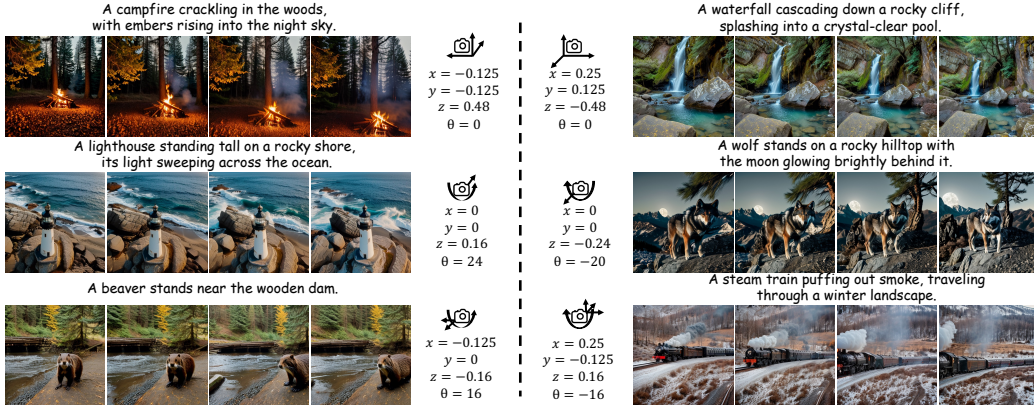 A campfire crackling in the woods,
with embers rising into the night sky.
x = −0.125
y = −0.125
z = 0.48
θ = 0
A lighthouse standing tall on a rocky shore,
its light sweeping across the ocean.
x = 0
y = 0
z = 0.16
θ = 24
A beaver stands near the wooden dam.
x = −0.125
y = 0
z = −0.16
θ = 16
A waterfall cascading down a rocky cliff,
splashing into a crystal-clear pool.
x = 0.25
y = 0.125
z = −0.48
θ = 0
A wolf stands on a rocky hilltop with
the moon glowing brightly behind it.
x = 0
y = 0
z = −0.24
θ = −20
A steam train puffing out smoke, traveling
through a winter landscape.
x = 0.25
y = −0.125
z = 0.16
θ = −16